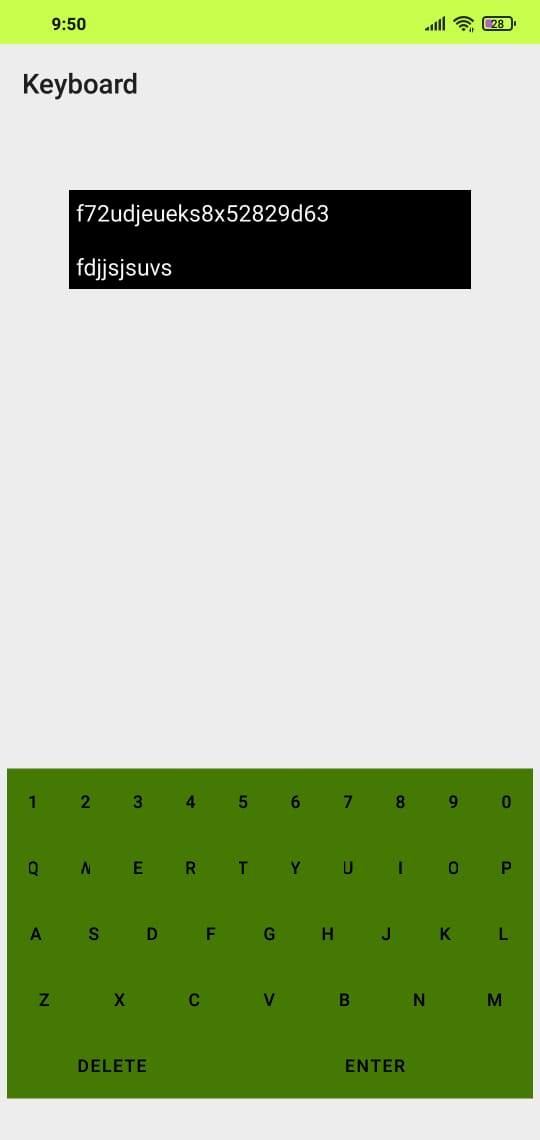 9:50
28
Keyboard
f72udjeueks8x52829d63
fdjjsjsuvs
1 2 3 4 5 6 7 8 9 0
Q W E R T Y U I O P
A S D F G H J K L
Z X C V B N M
DELETE ENTER